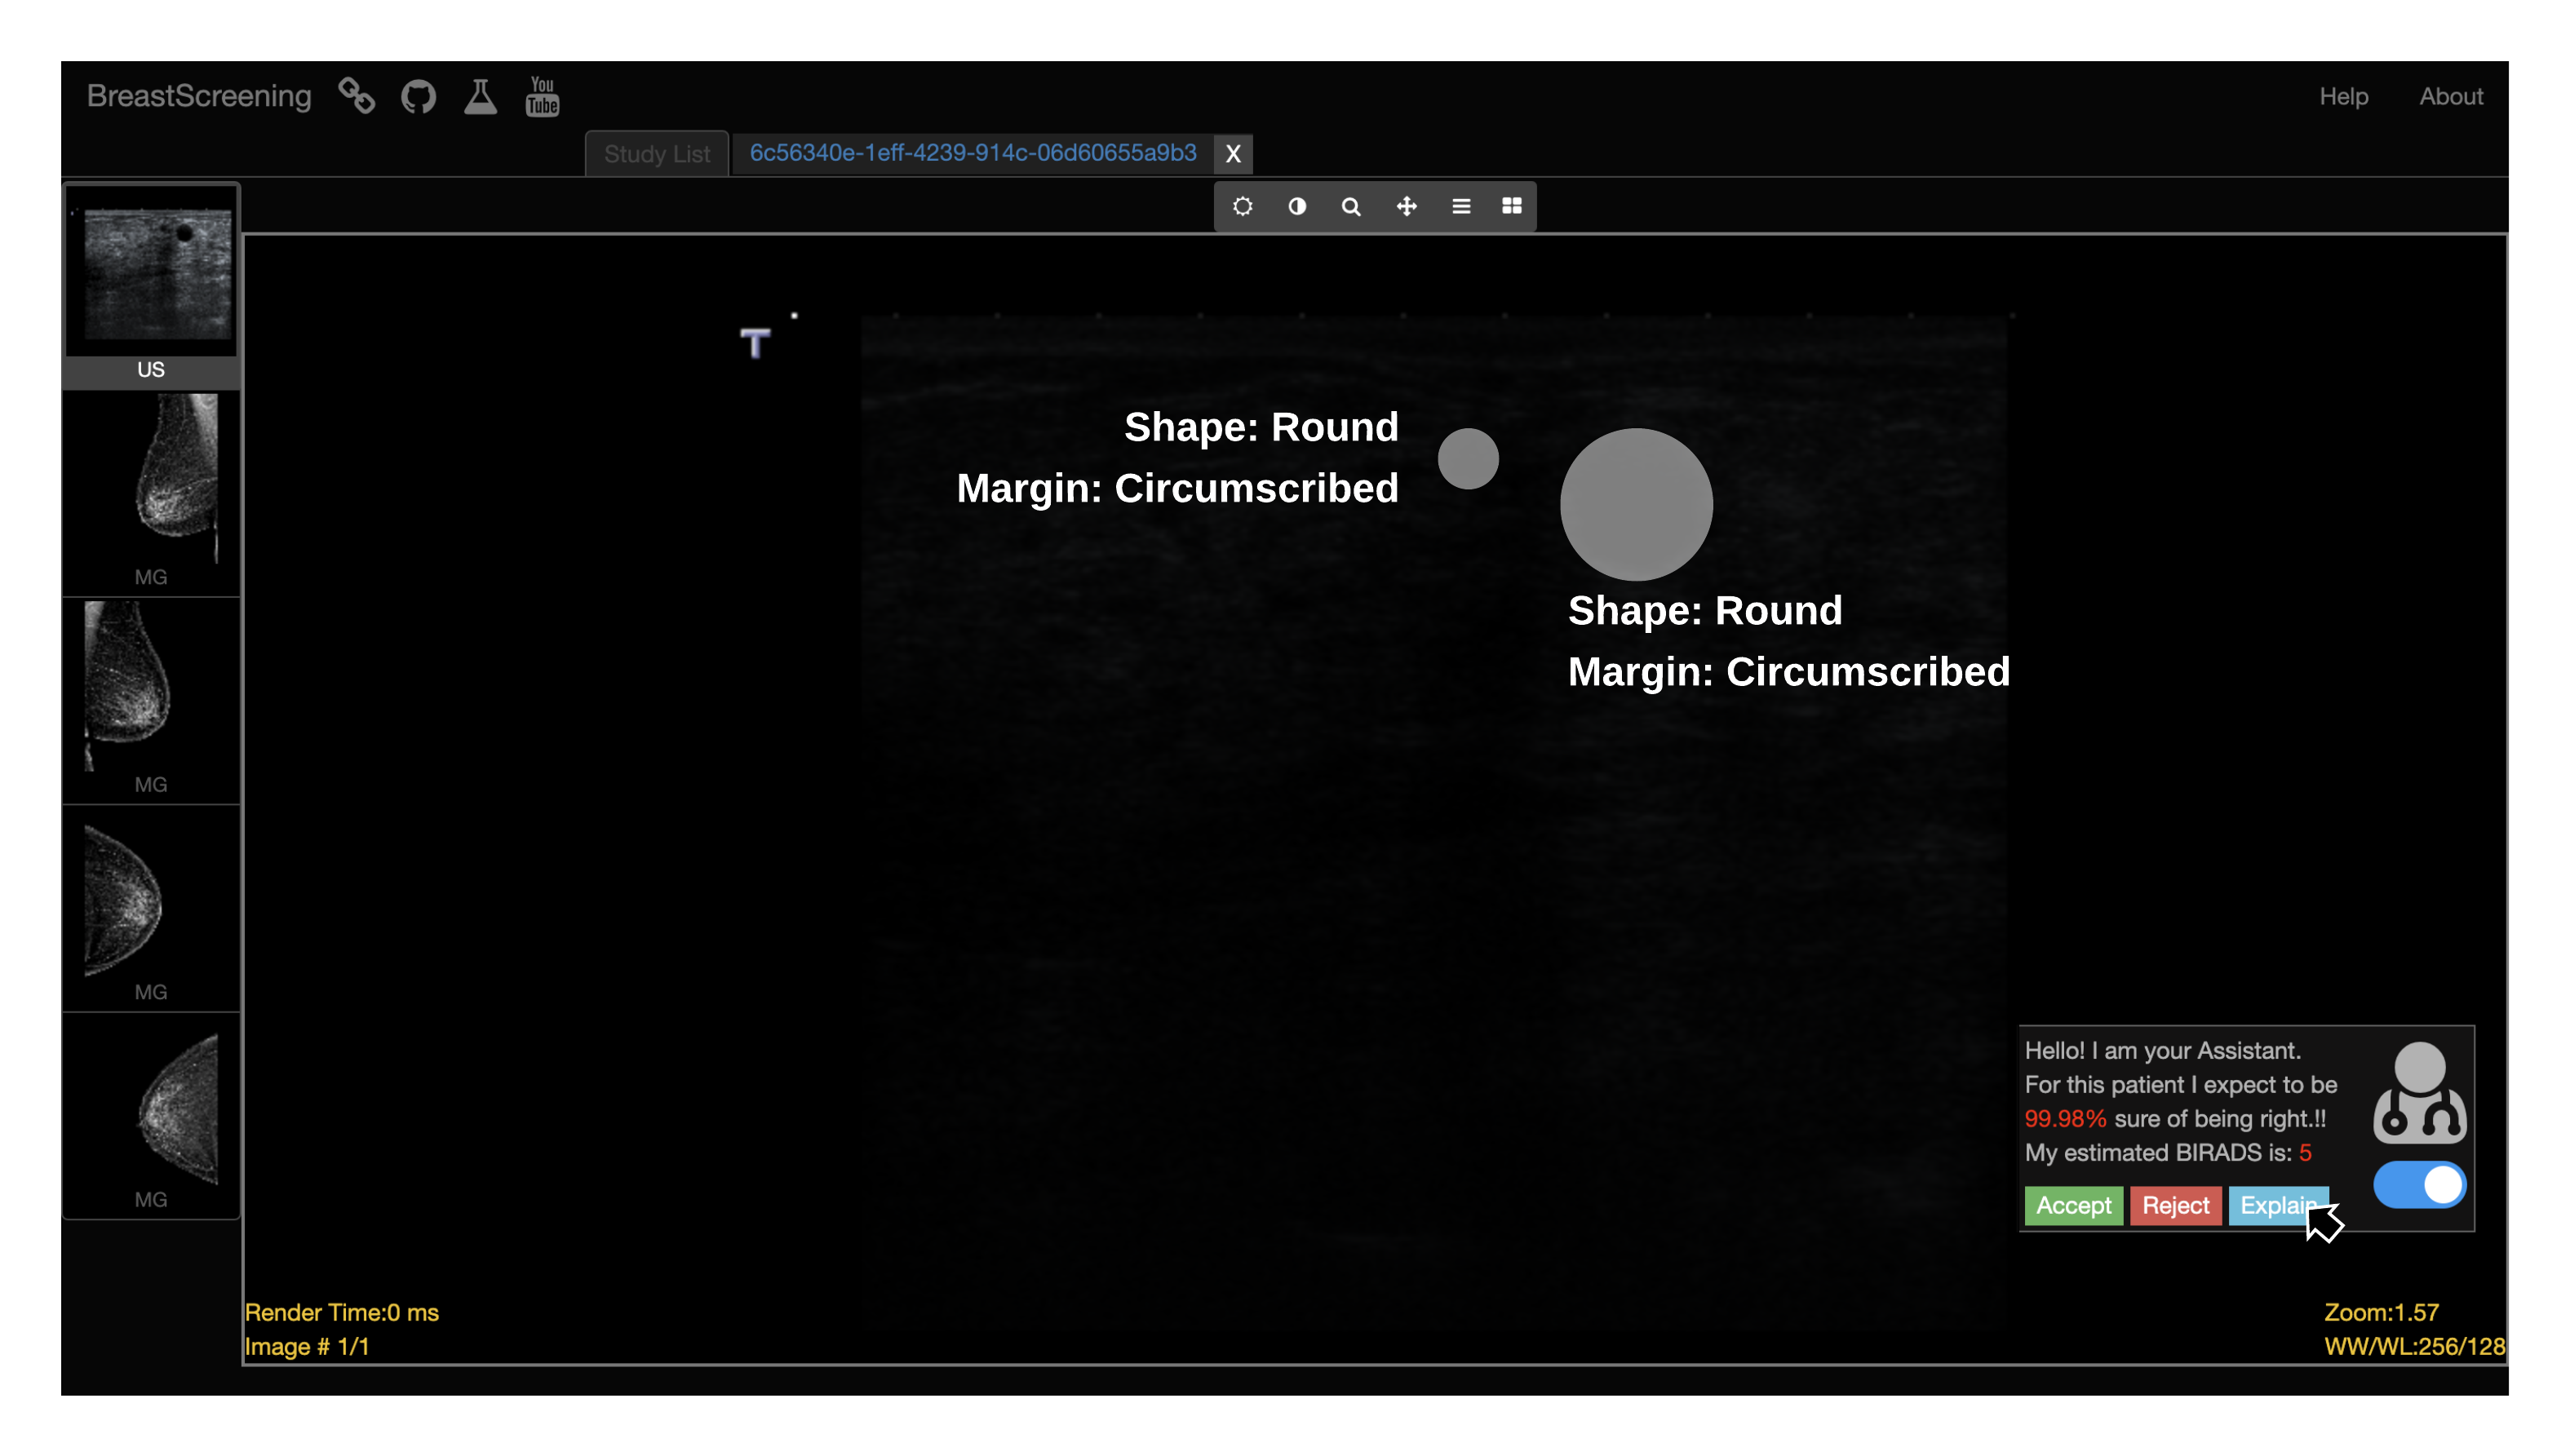 BreastScreening
You
Tube
Help
About
Study List
6c56340e-1eff-4239-914c-06d60655a9b3
X
US
MG
MG
MG
MG
T
Shape: Round
Margin: Circumscribed
Shape: Round
Margin: Circumscribed
Hello! I am your Assistant.
For this patient I expect to be
99.98% sure of being right.!!
My estimated BIRADS is: 5
Accept
Reject
Explain
Render Time:0 ms
Image # 1/1
Zoom:1.57
WW/WL:256/128